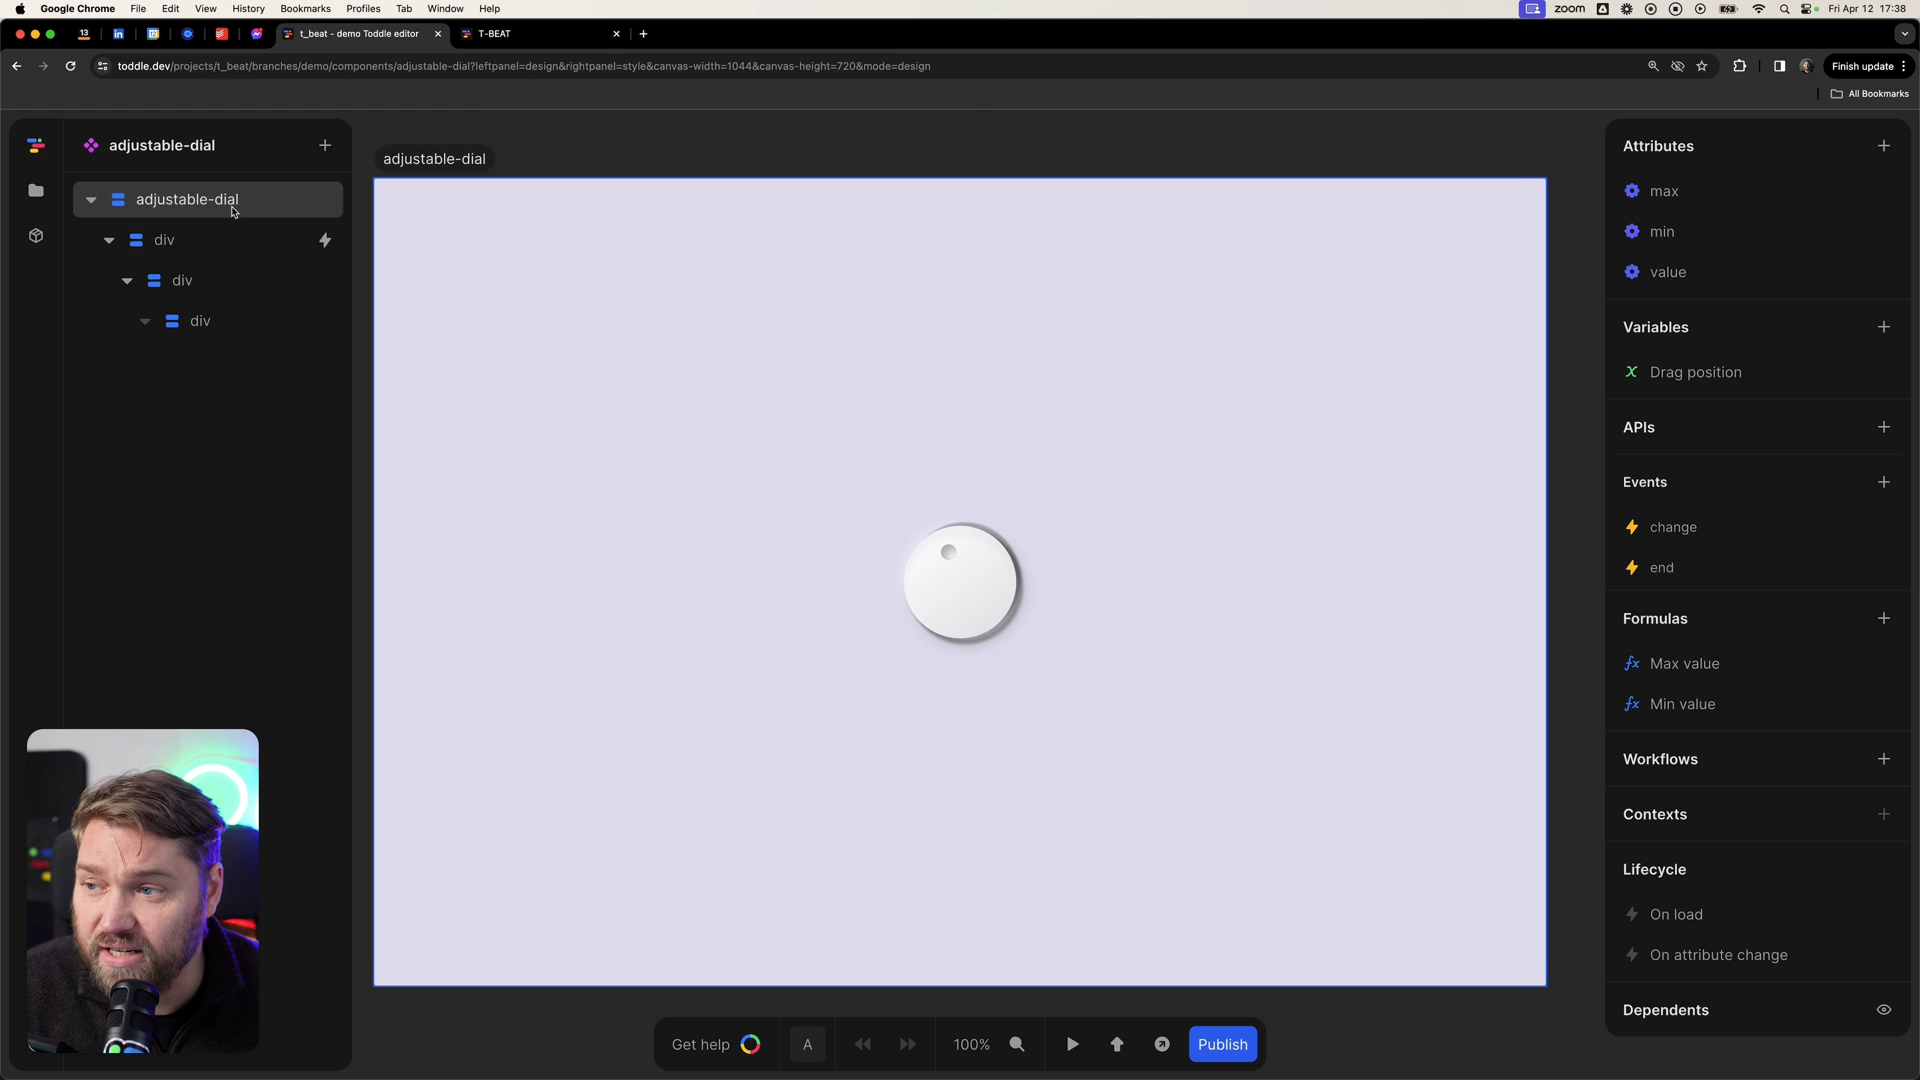 Google Chrome File Edit View History Bookmarks Profiles Tab Window Help
zoom Fri Apr 12 17:38
13 t_beat - demo Toddle editor T-BEAT
toddle.dev/projects/t_beat/branches/demo/components/adjustable-dial?leftpanel=design&rightpanel=style&canvas-width=1044&canvas-height=720&mode=design
Finish update
All Bookmarks
adjustable-dial
adjustable-dial
div
div
div
adjustable-dial
Attributes
max
min
value
Variables
Drag position
APIs
Events
change
end
Formulas
fx Max value
fx Min value
Workflows
Contexts
Lifecycle
On load
On attribute change
Dependents
Get help A 100% Publish